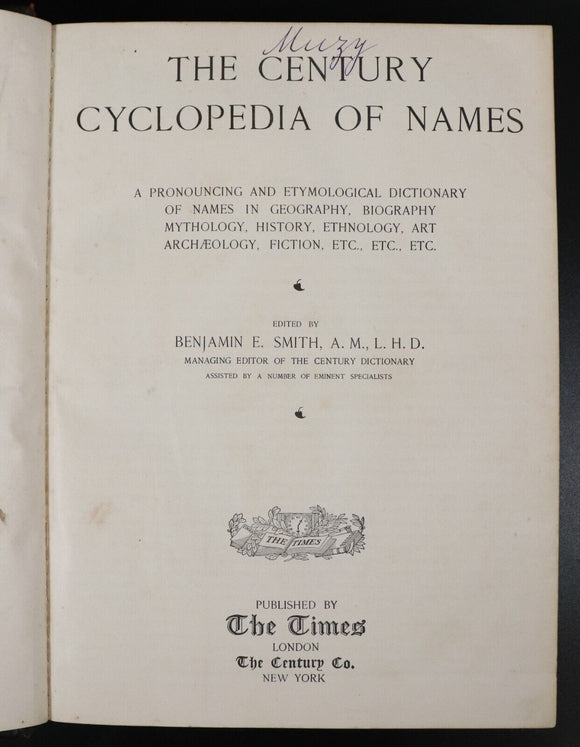 Muzy
THE CENTURY
CYCLOPEDIA OF NAMES
A PRONOUNCING AND ETYMOLOGICAL DICTIONARY
OF NAMES IN GEOGRAPHY, BIOGRAPHY
MYTHOLOGY, HISTORY, ETHNOLOGY, ART
ARCHÆOLOGY, FICTION, ETC., ETC., ETC.
EDITED BY
BENJAMIN E. SMITH, A. M., L. H. D.
MANAGING EDITOR OF THE CENTURY DICTIONARY
ASSISTED BY A NUMBER OF EMINENT SPECIALISTS
THE TIMES
PUBLISHED BY
The Times
LONDON
The Century Co.
NEW YORK